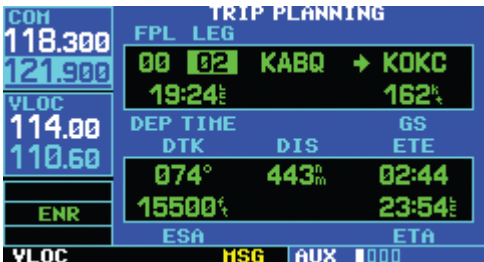 COM
118.300
121.900
VLOC
114.00
110.60
ENR
VLOC
TRIP PLANNING
FPL LEG
00 02 KABQ → KOKC
19:24 162
DEP TIME GS
DTK DIS ETE
074° 443 02:44
15500 23:54
ESA ETA
MSG AUX